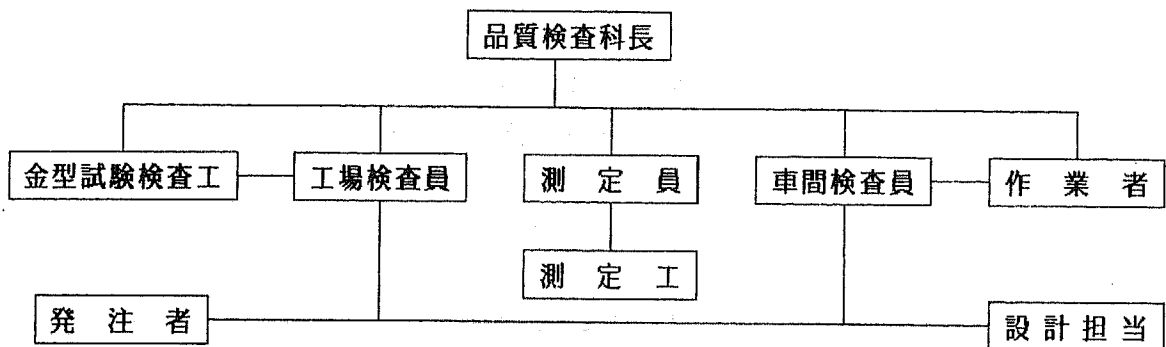 品質検査科長
金型試験検査工
工場検査員
測定員
車間検査員
作業者
測定工
発注者
設計担当